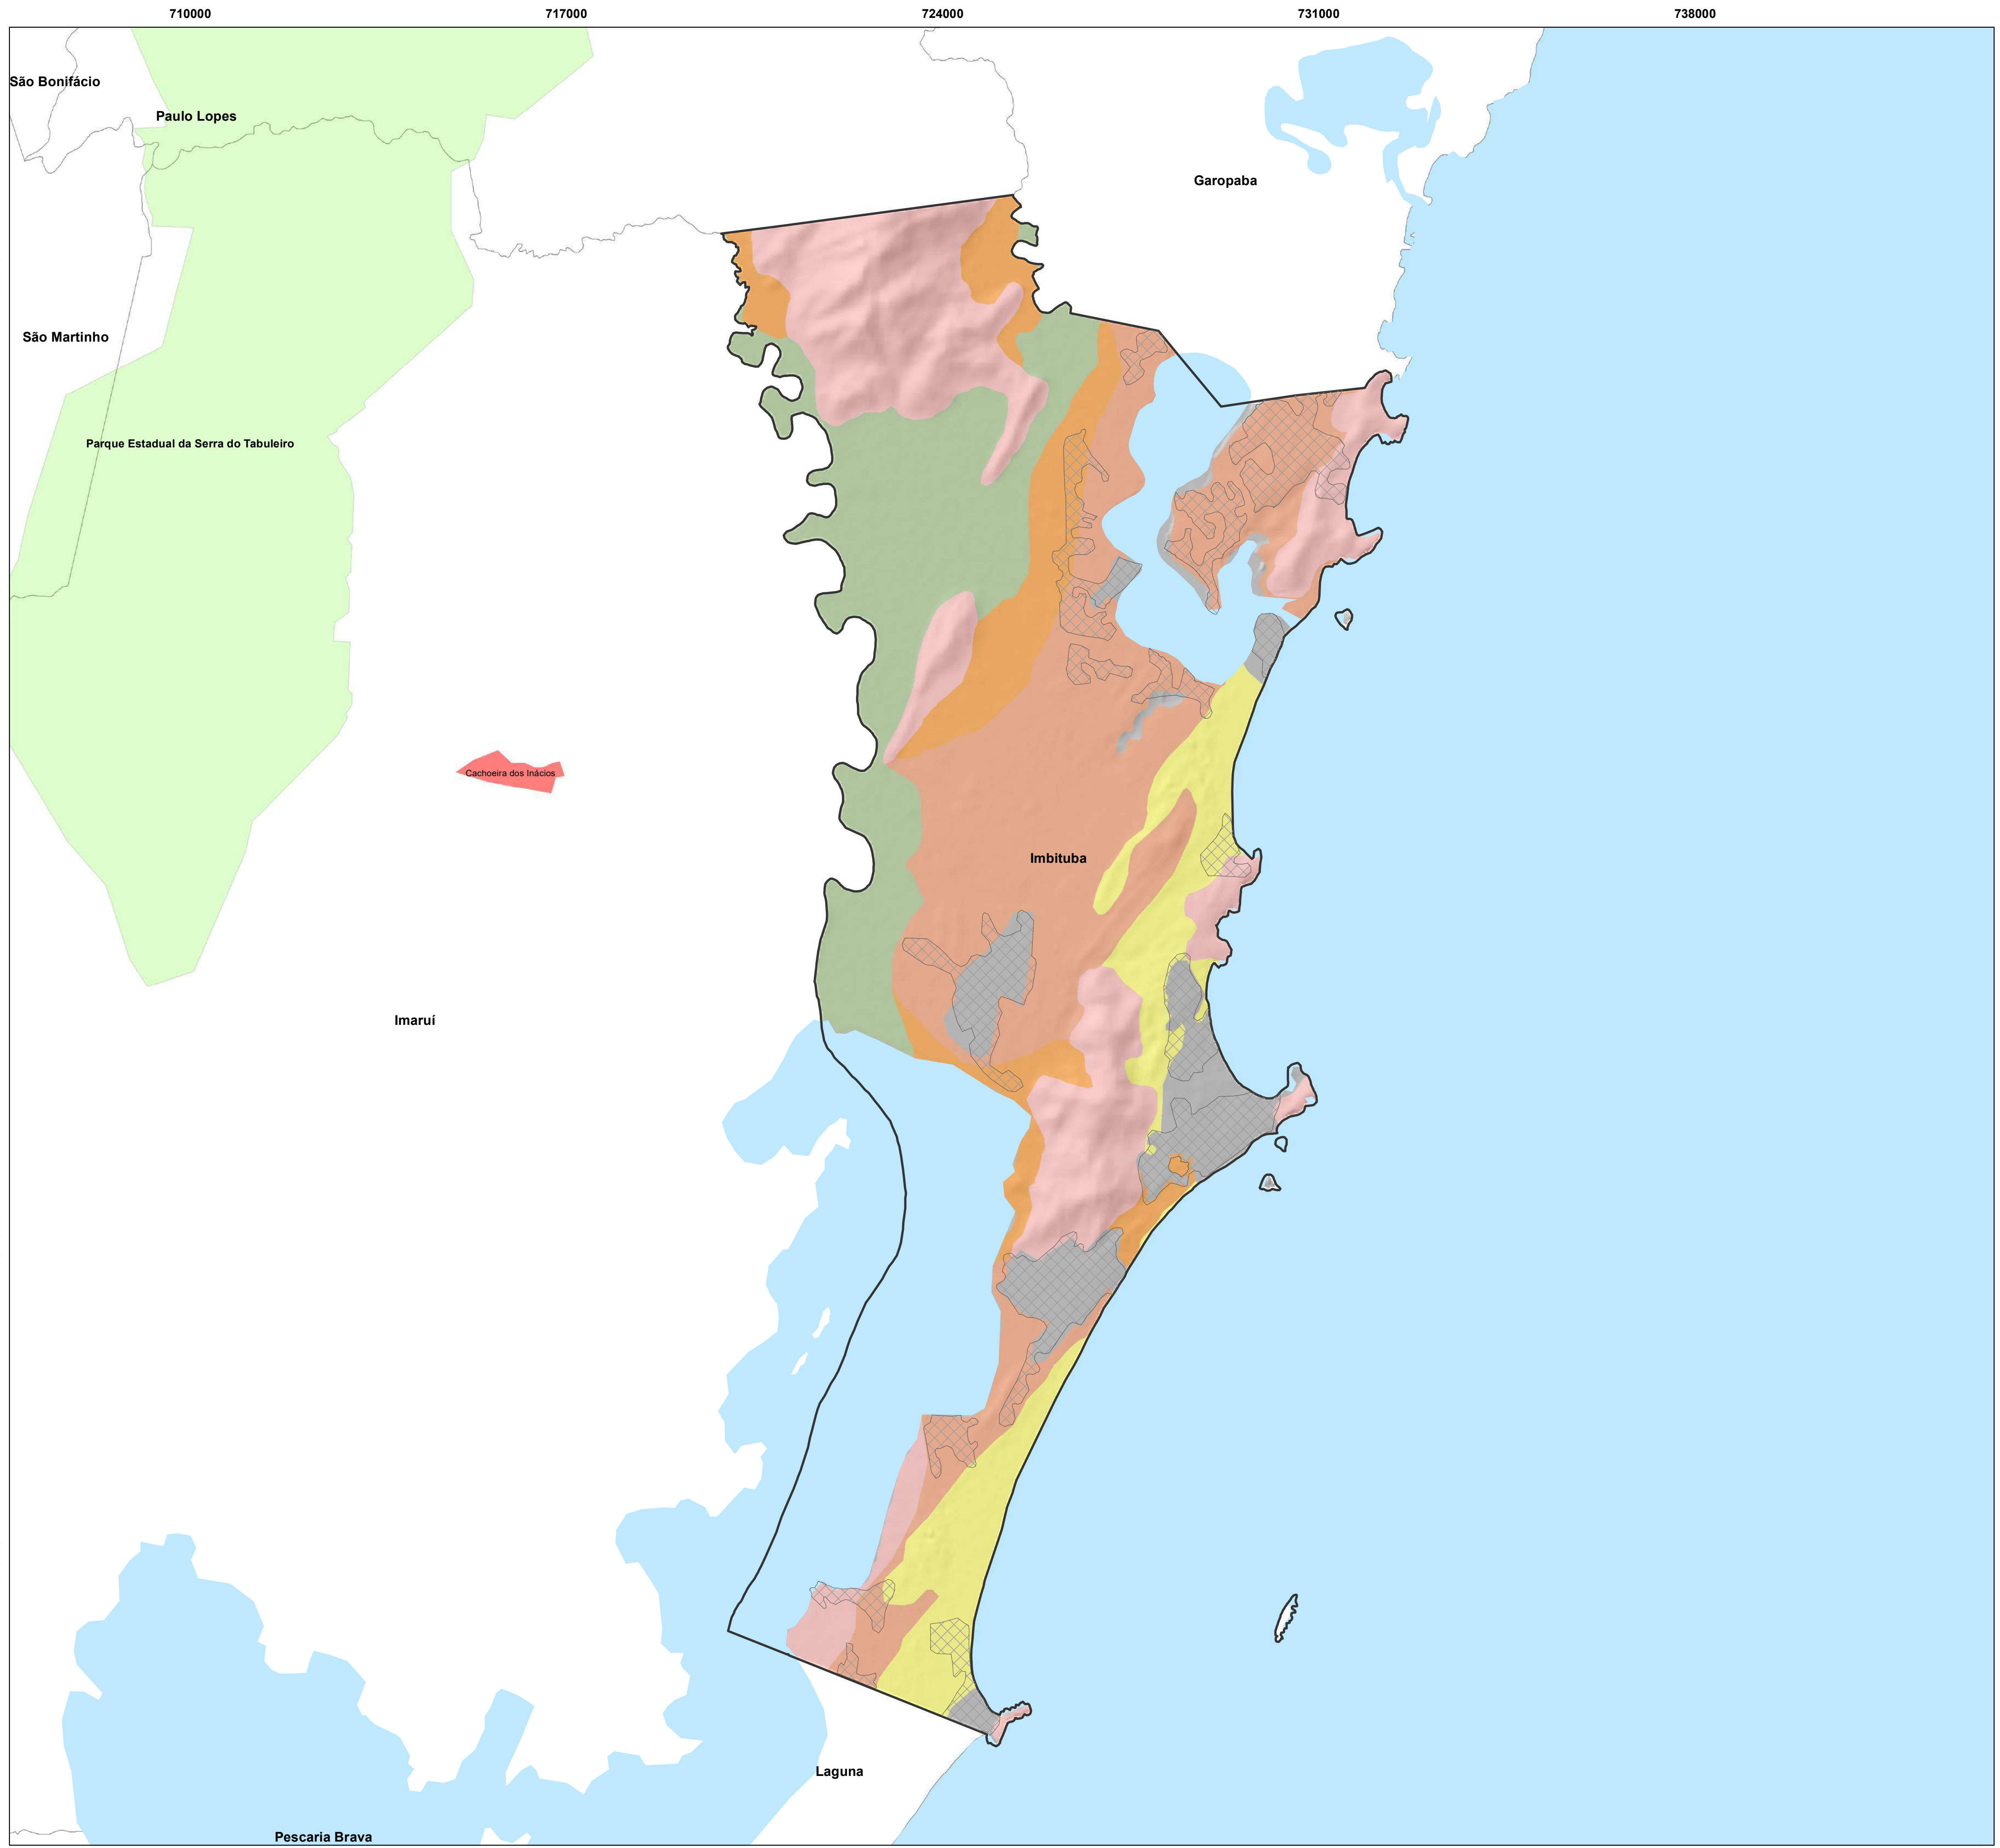 710000 717000 724000 731000 738000
São Bonifácio
Paulo Lopes
Garopaba
São Martinho
Parque Estadual da Serra do Tabuleiro
Cachoeira dos Inácios
Imbituba
Imaruí
Laguna
Pescaria Brava